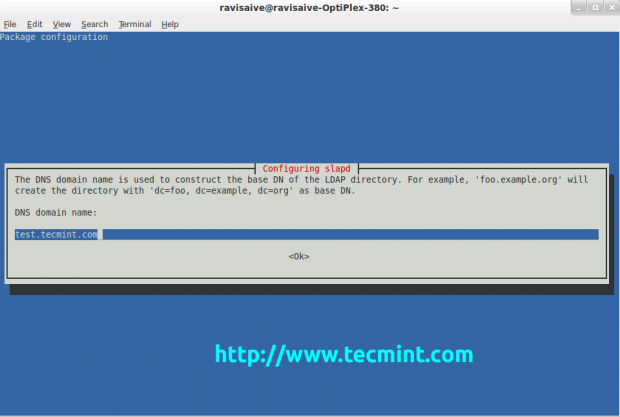 ravisaive@ravisaive-OptiPlex-380: ~
File Edit View Search Terminal Help
Package configuration
Configuring slapd
The DNS domain name is used to construct the base DN of the LDAP directory. For example, 'foo.example.org' will
create the directory with 'dc=foo, dc=example, dc=org' as base DN.
DNS domain name:
test.tecmint.com
<Ok>
http://www.tecmint.com